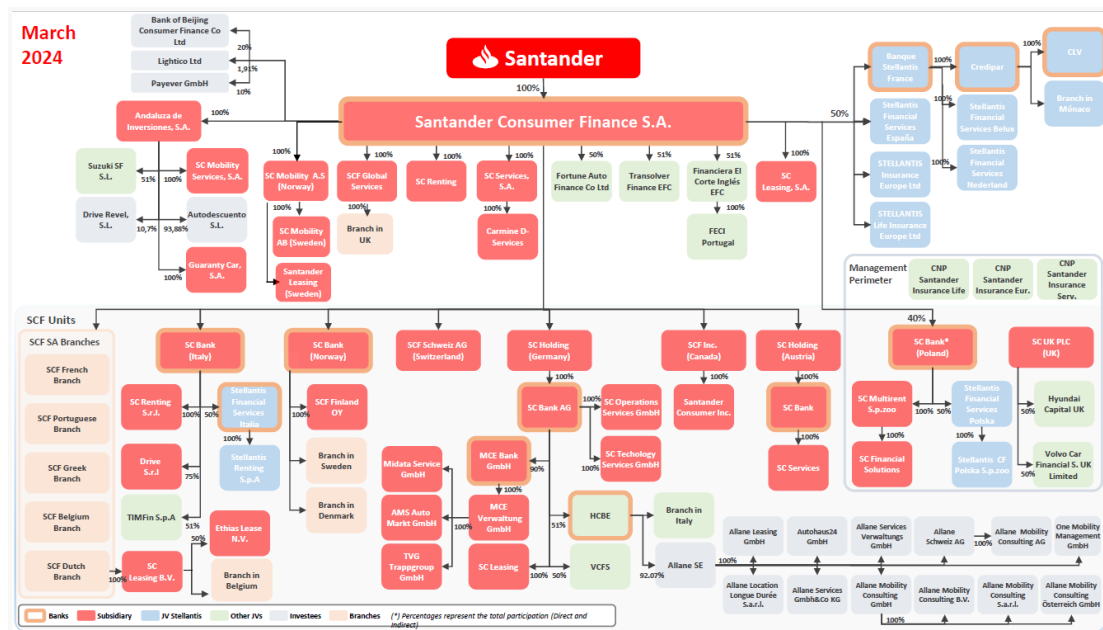 March
2024
Bank of Beijing
Consumer Finance Co
Ltd
20%
Lightico Ltd
1,91%
Payever GmbH
10%
Santander
100%
Santander Consumer Finance S.A.
Andaluza de
Inversiones, S.A.
100%
Suzuki SF
S.L.
51%
100%
SC Mobility
Services, S.A.
Drive Revel,
S.L.
10,7%
93,88%
Autodescuento
S.L.
100%
Guaranty Car,
S.A.
100%
SC Mobility A.S
(Norway)
100%
SC Mobility
AB (Sweden)
100%
Santander
Leasing
(Sweden)
100%
SCF Global
Services
100%
Branch in
UK
100%
SC Renting
100%
SC Services,
S.A.
100%
Carmine D-
Services
50%
Fortune Auto
Finance Co Ltd
51%
Transolver
Finance EFC
51%
Financiera El
Corte Inglés
EFC
100%
FECI
Portugal
100%
SC
Leasing, S.A.
50%
Banque
Stellantis
France
100%
100%
100%
Credipar
100%
100%
CLV
Branch in
Mónaco
Stellantis
Financial
Services
España
Stellantis
Financial
Services Belux
STELLANTIS
Insurance
Europe Ltd
Stellantis
Financial
Services
Nederland
STELLANTIS
Life Insurance
Europe Ltd
Management
Perimeter
CNP
Santander
Insurance Life
CNP
Santander
Insurance Eur.
CNP
Santander
Insurance
Serv.
40%
SC Bank*
(Poland)
SC UK PLC
(UK)
SC Multirent
S.p.zoo
100%
50%
Stellantis
Financial
Services
Polska
100%
SC Financial
Solutions
100%
Stellantis CF
Polska S.p.zoo
50%
Hyundai
Capital UK
50%
Volvo Car
Financial S. UK
Limited
SCF Units
SCF SA Branches
SCF French
Branch
SCF Portuguese
Branch
SCF Greek
Branch
SCF Belgium
Branch
SCF Dutch
Branch
100%
SC
Leasing B.V.
50%
Ethias Lease
N.V.
Branch in
Belgium
SC Bank
(Italy)
SC Renting
S.r.l.
100%
50%
Stellantis
Financial
Services
Italia
100%
Stellantis
Renting
S.p.A
Drive
S.r.l
75%
TIMFin S.p.A
51%
SC Bank
(Norway)
100%
SCF Finland
OY
Branch in
Sweden
Branch in
Denmark
SCF Schweiz AG
(Switzerland)
SC Holding
(Germany)
100%
SC Bank AG
100%
SC Operations
Services GmbH
100%
SC Techology
Services GmbH
MCE Bank
GmbH
90%
100%
MCE
Verwaltung
GmbH
100%
Midata Service
GmbH
AMS Auto
Markt GmbH
TVG
Trappgroup
GmbH
SC Leasing
100%
51%
HCBE
50%
VCFS
Branch in
Italy
92.07%
Allane SE
100%
SCF Inc.
(Canada)
100%
Santander
Consumer Inc.
SC Holding
(Austria)
100%
SC Bank
100%
SC Services
Allane Leasing
GmbH
Autohaus24
GmbH
Allane Services
Verwaltungs
GmbH
Allane
Schweiz AG
100%
Allane Mobility
Consulting AG
One Mobility
Management
GmbH
Allane Location
Longue Durée
S.a.r.l.
Allane Services
Gmbh&Co KG
Allane Mobility
Consulting
GmbH
Allane Mobility
Consulting B.V.
Allane Mobility
Consulting
S.a.r.l.
Allane Mobility
Consulting
Österreich GmbH
100%
Banks
Subsidiary
JV Stellantis
Other JVs
Investees
Branches
(*) Percentages represent the total participation (Direct and
Indirect)